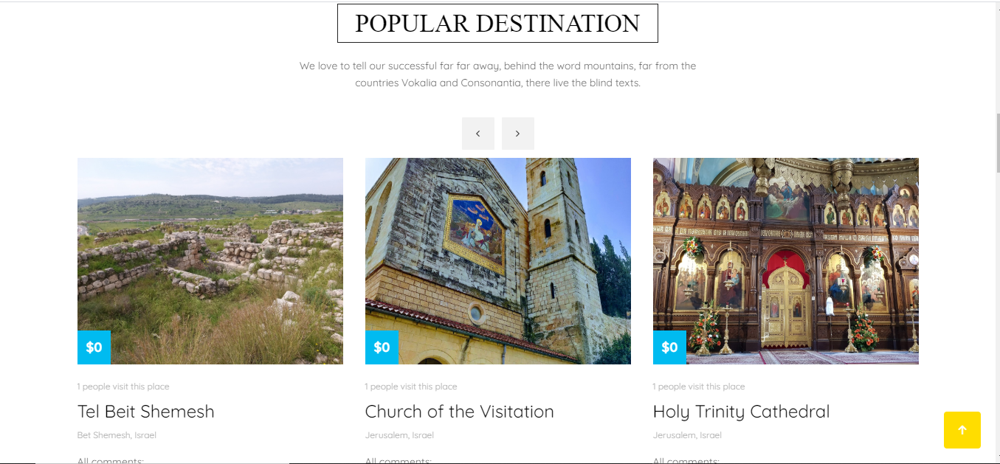 POPULAR DESTINATION
We love to tell our successful far far away, behind the word mountains, far from the
countries Vokalia and Consonantia, there live the blind texts.
$0
$0
$0
1 people visit this place
1 people visit this place
1 people visit this place
Tel Beit Shemesh
Church of the Visitation
Holy Trinity Cathedral
Bet Shemesh, Israel
Jerusalem, Israel
Jerusalem, Israel
All comments:
All comments:
All comments: